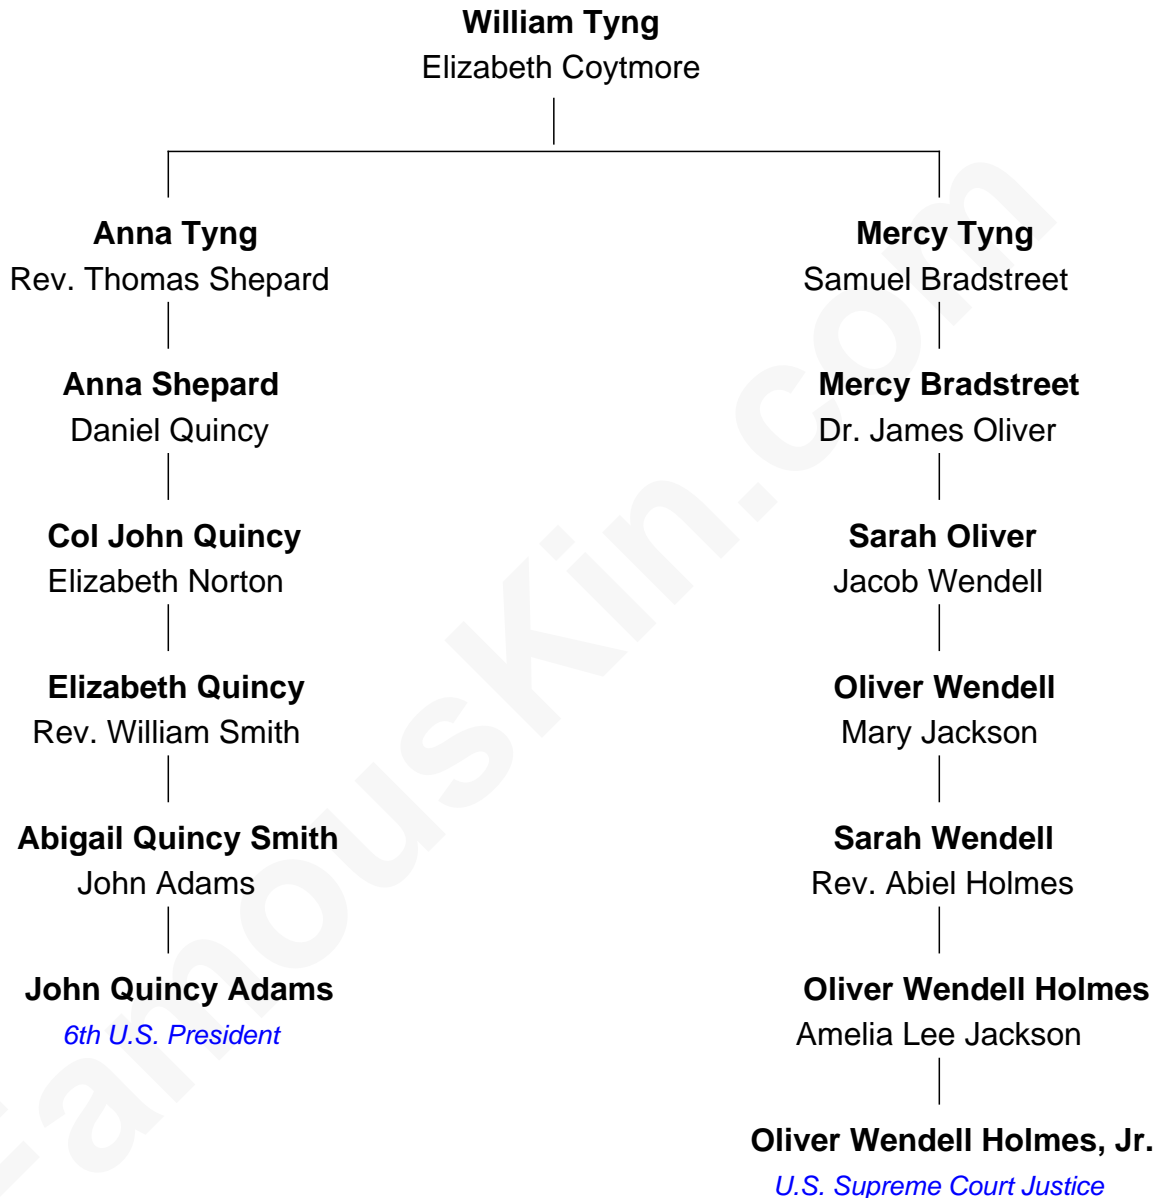 William Tyng
Elizabeth Coytmore
Anna Tyng
Rev. Thomas Shepard
Mercy Tyng
Samuel Bradstreet
Anna Shepard
Daniel Quincy
Mercy Bradstreet
Dr. James Oliver
Col John Quincy
Elizabeth Norton
Sarah Oliver
Jacob Wendell
Elizabeth Quincy
Rev. William Smith
Oliver Wendell
Mary Jackson
Abigail Quincy Smith
John Adams
Sarah Wendell
Rev. Abiel Holmes
John Quincy Adams
6th U.S. President
Oliver Wendell Holmes
Amelia Lee Jackson
Oliver Wendell Holmes, Jr.
U.S. Supreme Court Justice
FamousKin.com